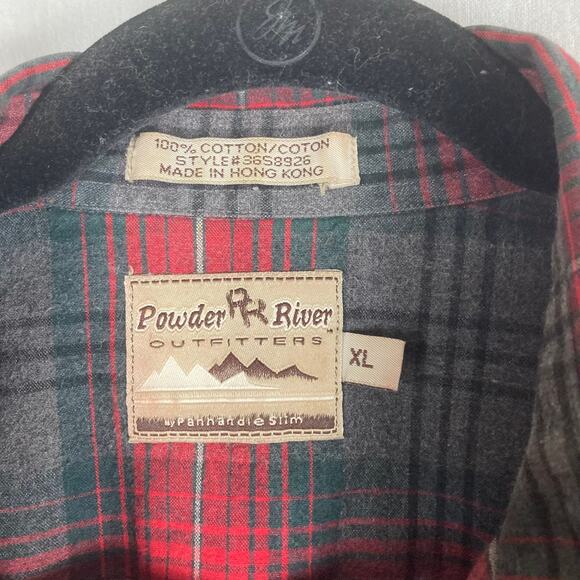 100% COTTON/COTON
STYLE#36S8926
MADE IN HONG KONG
Powder River
OUTFITTERS
XL
By Panhandle Slim